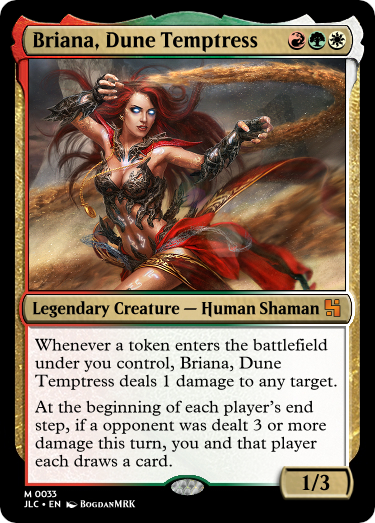 Briana, Dune Temptress
Legendary Creature — Human Shaman
Whenever a token enters the battlefield
under you control, Briana, Dune
Temptress deals 1 damage to any target.
At the beginning of each player's end
step, if a opponent was dealt 3 or more
damage this turn, you and that player
each draws a card.
1/3
M 0033
JLC • EN BogdanMRK